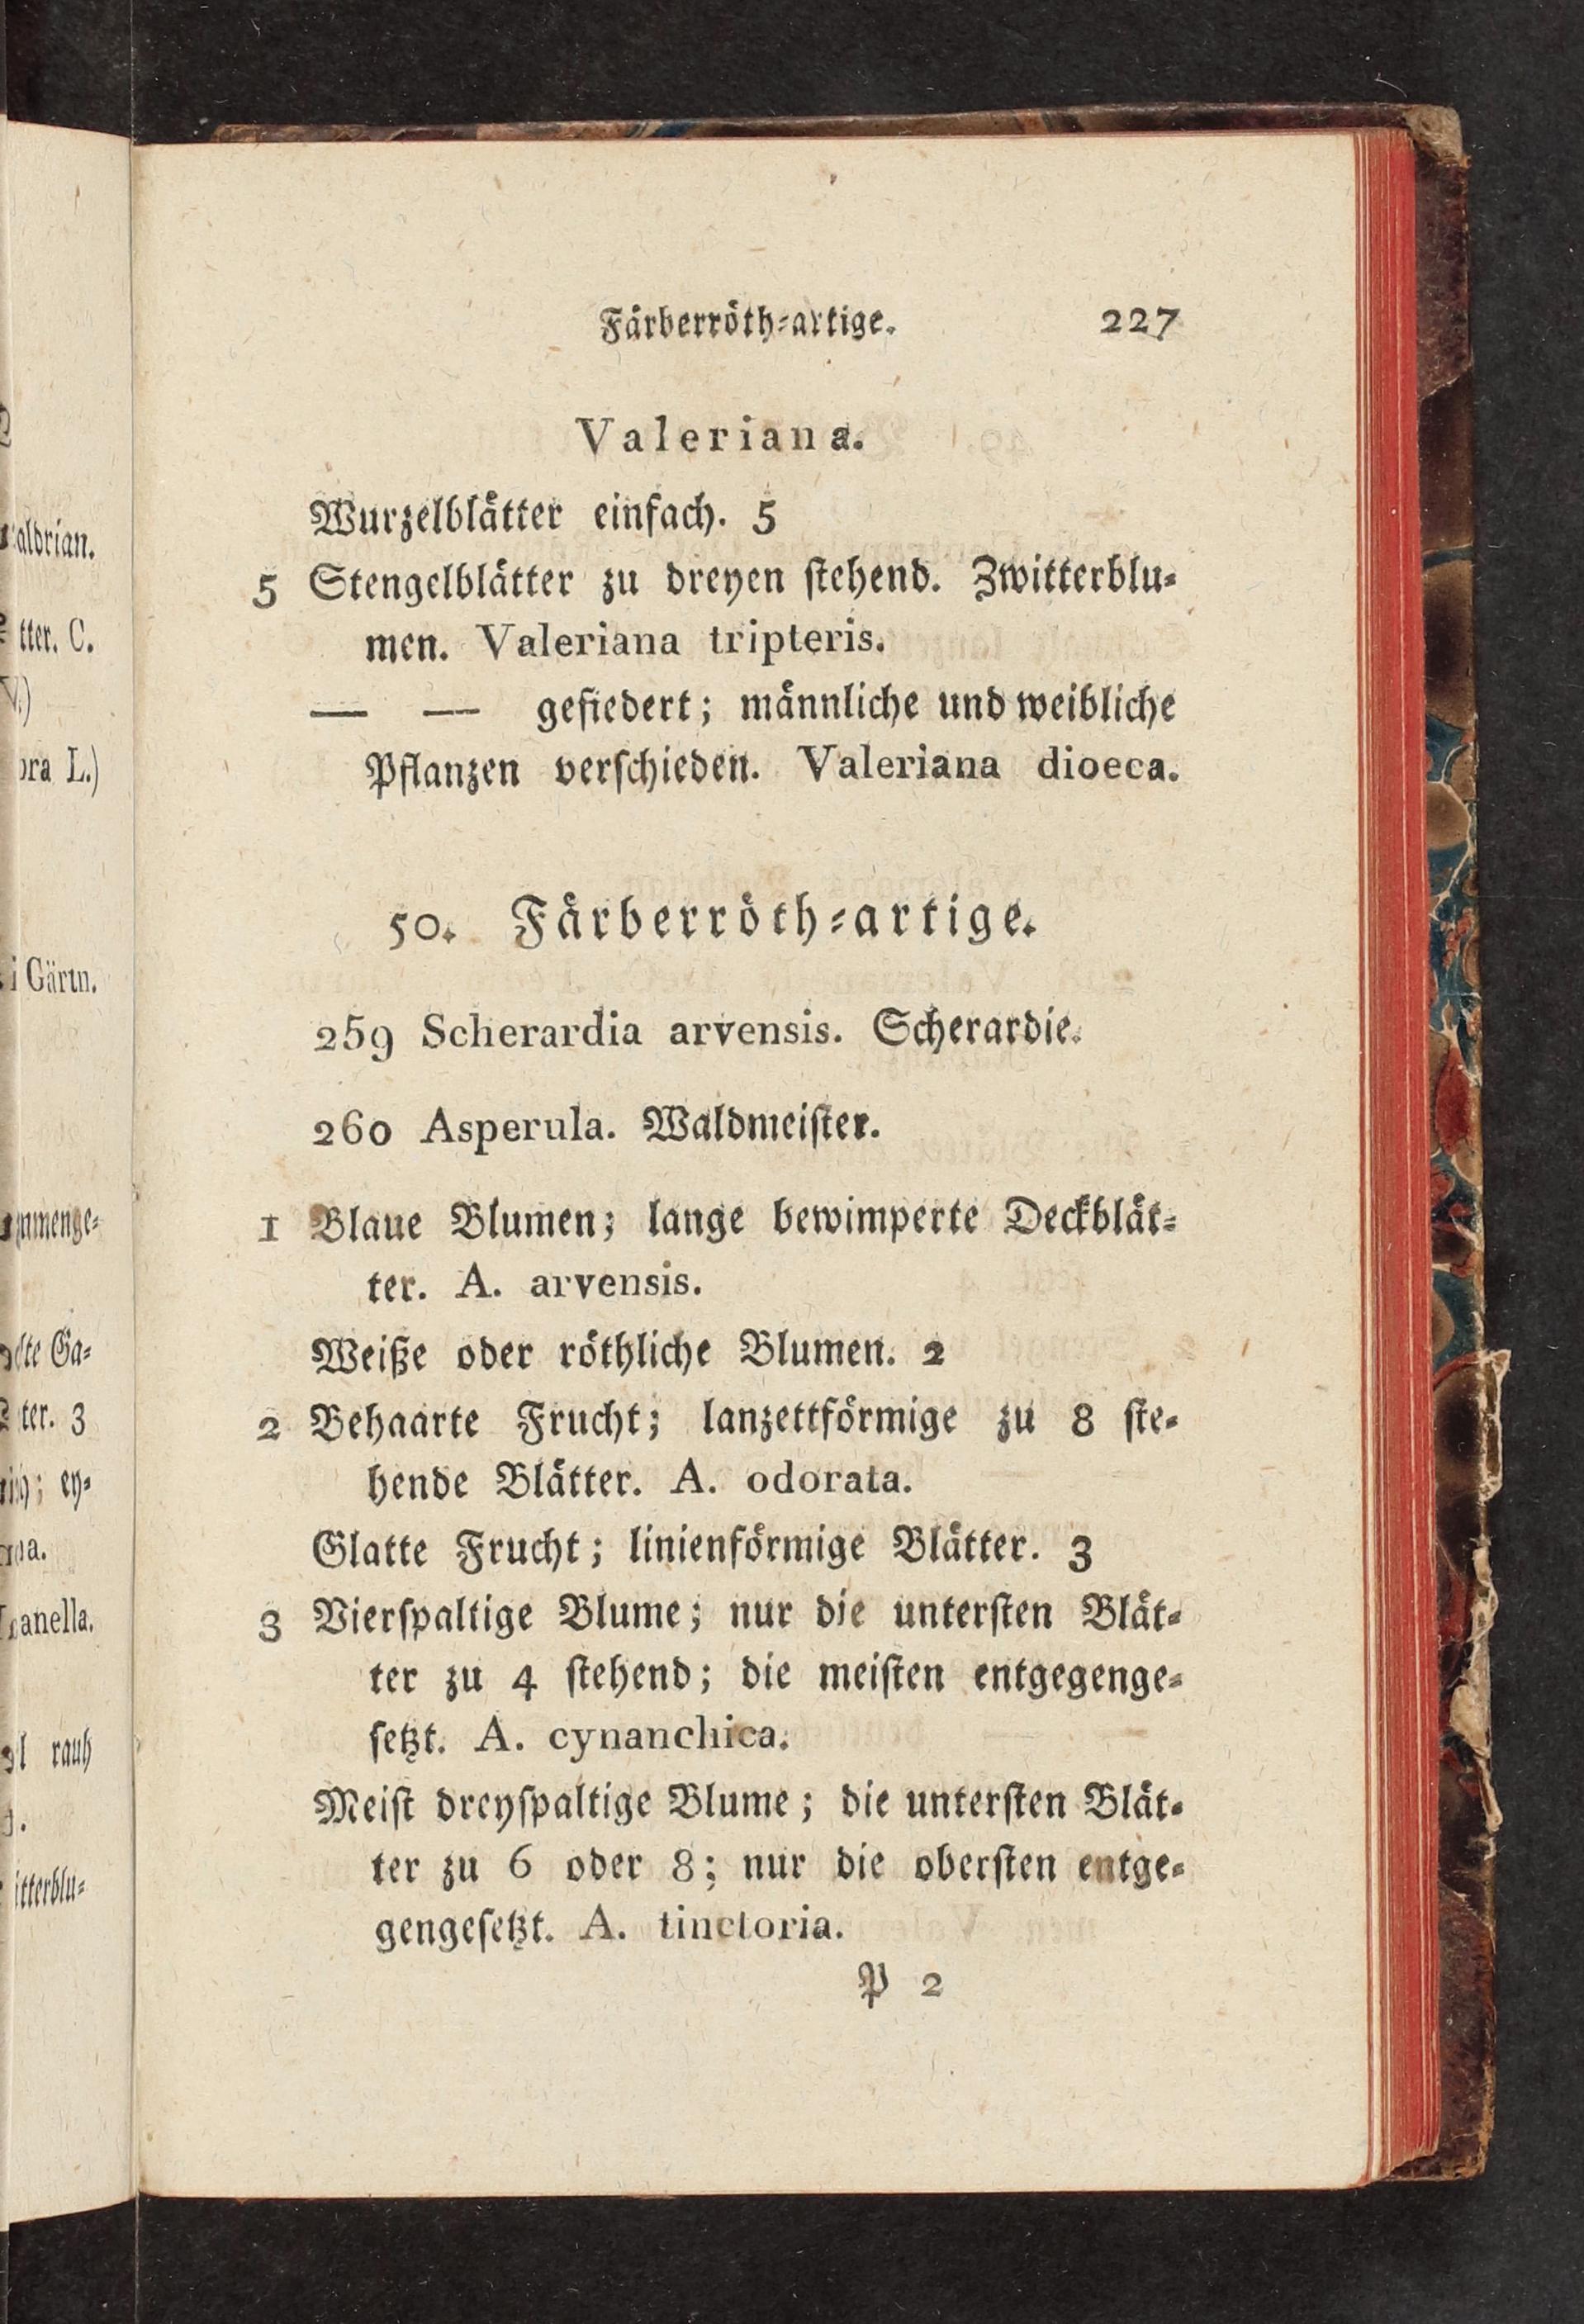 Färberröth-artige. 227
Valeriana.
Wurzelblätter einfach. 5
5 Stengelblätter zu dreyen stehend. Zwitterblu-
men. Valeriana tripteris.
— — gefiedert; männliche und weibliche
Pflanzen verschieden. Valeriana dioeca.
50. Färberröth-artige.
259 Scherardia arvensis. Scherardie.
260 Asperula. Waldmeister.
1 Blaue Blumen; lange bewimperte Deckblät-
ter. A. arvensis.
Weiße oder röthliche Blumen. 2
2 Behaarte Frucht; lanzettförmige zu 8 ste-
hende Blätter. A. odorata.
Glatte Frucht; linienförmige Blätter. 3
3 Vierspaltige Blume; nur die untersten Blät-
ter zu 4 stehend; die meisten entgegenge-
setzt. A. cynanchica.
Meist dreyspaltige Blume; die untersten Blät-
ter zu 6 oder 8; nur die obersten entge-
gengesetzt. A. tinctoria.
P 2